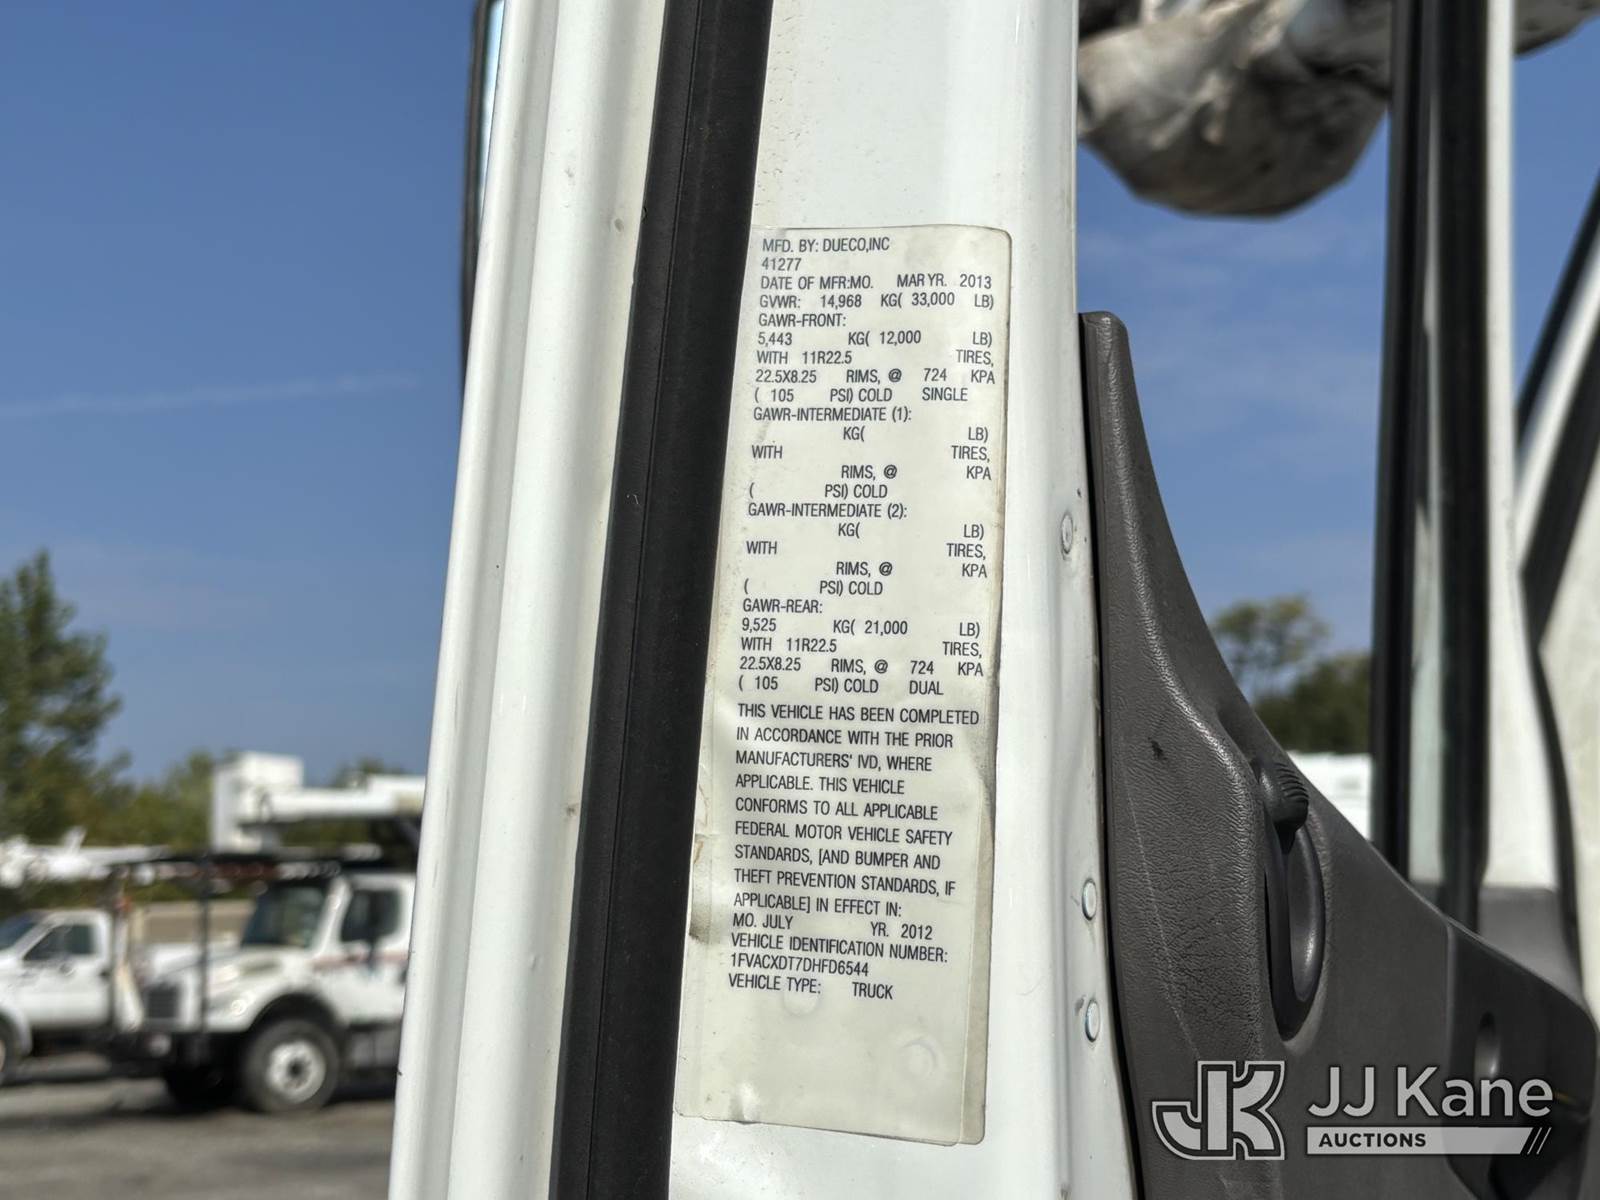 MFD. BY: DUECO,INC
41277
DATE OF MFR:MO. MAR YR. 2013
GVWR: 14,968 KG( 33,000 LB)
GAWR-FRONT:
5,443 KG( 12,000 LB)
WITH 11R22.5 TIRES,
22.5X8.25 RIMS, @ 724 KPA
( 105 PSI) COLD SINGLE
GAWR-INTERMEDIATE (1):
KG( LB)
WITH TIRES,
RIMS, @ KPA
( PSI) COLD
GAWR-INTERMEDIATE (2):
KG( LB)
WITH TIRES,
RIMS, @ KPA
( PSI) COLD
GAWR-REAR:
9,525 KG( 21,000 LB)
WITH 11R22.5 TIRES,
22.5X8.25 RIMS, @ 724 KPA
( 105 PSI) COLD DUAL
THIS VEHICLE HAS BEEN COMPLETED
IN ACCORDANCE WITH THE PRIOR
MANUFACTURERS' IVD, WHERE
APPLICABLE. THIS VEHICLE
CONFORMS TO ALL APPLICABLE
FEDERAL MOTOR VEHICLE SAFETY
STANDARDS, [AND BUMPER AND
THEFT PREVENTION STANDARDS, IF
APPLICABLE] IN EFFECT IN:
MO. JULY YR. 2012
VEHICLE IDENTIFICATION NUMBER:
1FVACXDT7DHFD6544
VEHICLE TYPE: TRUCK
JK JJ Kane
AUCTIONS